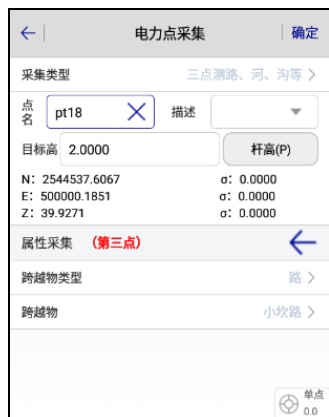 电力点采集 确定
采集类型 三点测路、河、沟等
点名 pt18 描述
目标高 2.0000 杆高(P)
N: 2544537.6067 σ: 0.0000
E: 500000.1851 σ: 0.0000
Z: 39.9271 σ: 0.0000
属性采集 (第三点)
跨越物类型 路
跨越物 小坎路
单点
0.0